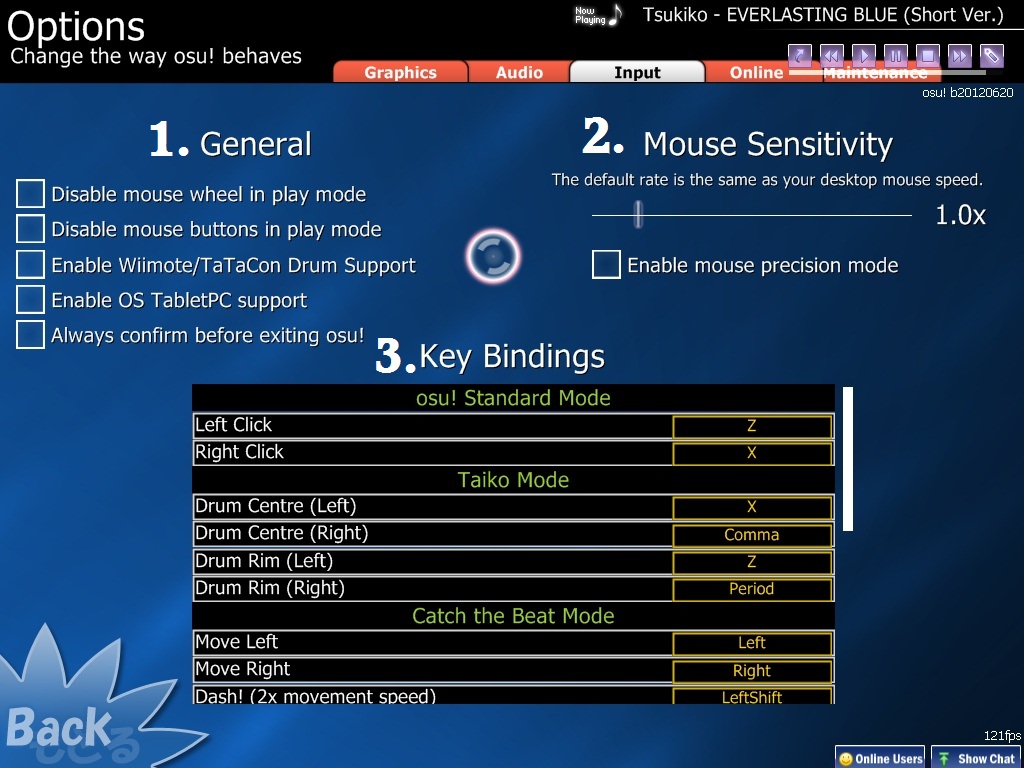 Options
Change the way osu! behaves
Now Playing
Tsukiko - EVERLASTING BLUE (Short Ver.)
Graphics
Audio
Input
Online
Maintenance
osu! b20120620
1. General
Disable mouse wheel in play mode
Disable mouse buttons in play mode
Enable Wiimote/TaTaCon Drum Support
Enable OS TabletPC support
Always confirm before exiting osu!
2. Mouse Sensitivity
The default rate is the same as your desktop mouse speed.
1.0x
Enable mouse precision mode
3. Key Bindings
osu! Standard Mode
Left Click Z
Right Click X
Taiko Mode
Drum Centre (Left) X
Drum Centre (Right) Comma
Drum Rim (Left) Z
Drum Rim (Right) Period
Catch the Beat Mode
Move Left Left
Move Right Right
Dash! (2x movement speed) LeftShift
Back
もどる
121fps
Online Users
Show Chat